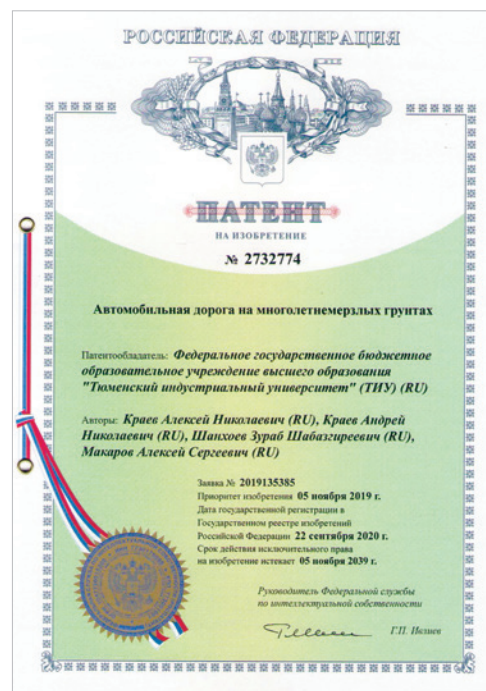 РОССИЙСКАЯ ФЕДЕРАЦИЯ
ПАТЕНТ
НА ИЗОБРЕТЕНИЕ
№ 2732774
Автомобильная дорога на многолетнемерзлых грунтах
Патентообладатель: Федеральное государственное бюджетное
образовательное учреждение высшего образования
"Тюменский индустриальный университет" (ТИУ) (RU)
Авторы: Краев Алексей Николаевич (RU), Краев Андрей
Николаевич (RU), Шанхоев Зураб Шабазгиреевич (RU),
Макаров Алексей Сергеевич (RU)
Заявка № 2019135385
Приоритет изобретения 05 ноября 2019 г.
Дата государственной регистрации в
Государственном реестре изобретений
Российской Федерации 22 сентября 2020 г.
Срок действия исключительного права
на изобретение истекает 05 ноября 2039 г.
Руководитель Федеральной службы
по интеллектуальной собственности
Г.П. Ивлиев